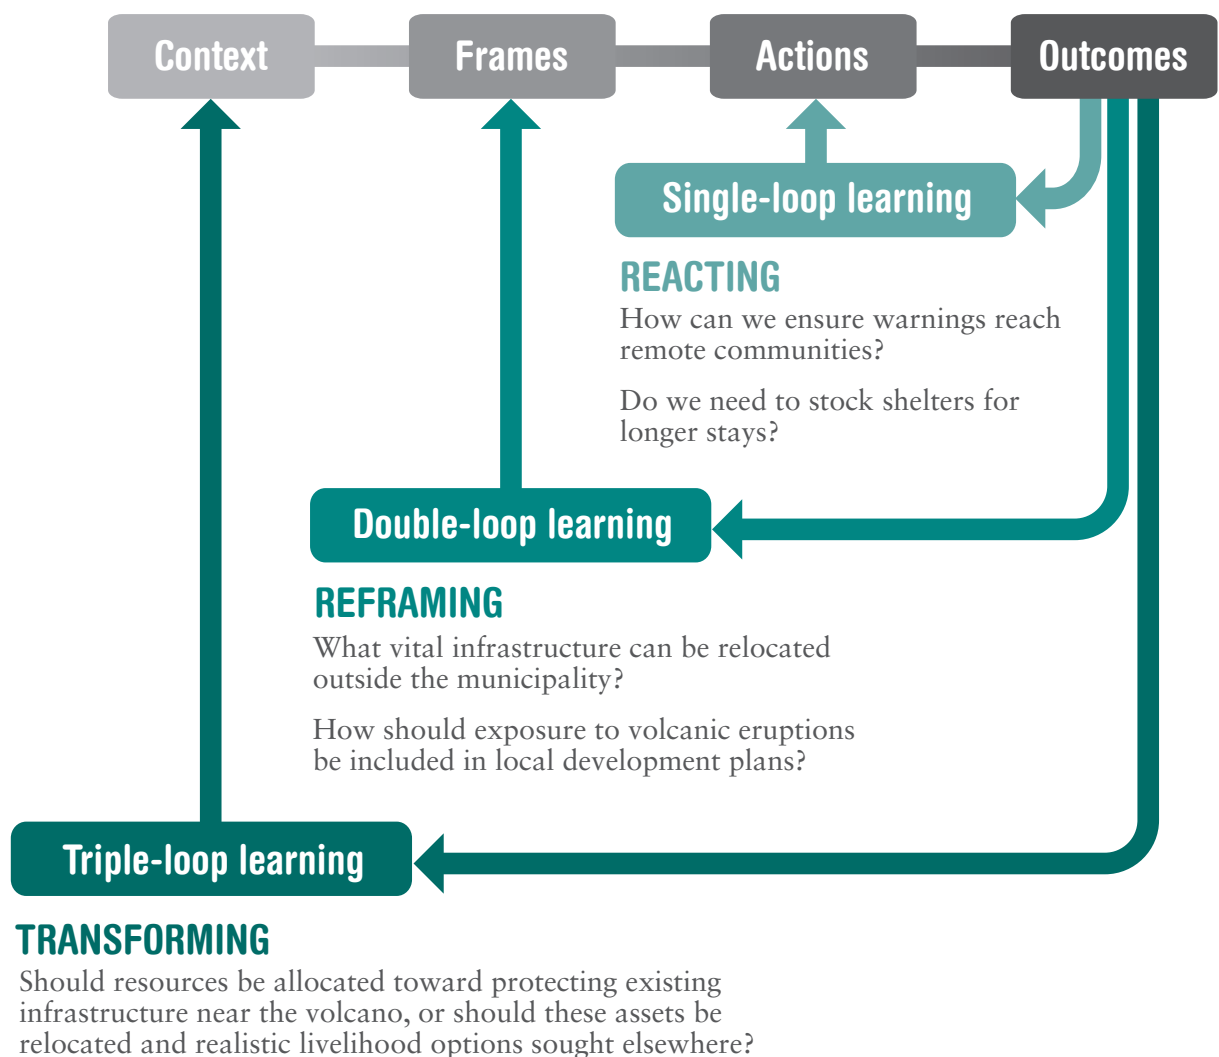 Context
Frames
Actions
Outcomes
Single-loop learning
REACTING
How can we ensure warnings reach
remote communities?
Do we need to stock shelters for
longer stays?
Double-loop learning
REFRAMING
What vital infrastructure can be relocated
outside the municipality?
How should exposure to volcanic eruptions
be included in local development plans?
Triple-loop learning
TRANSFORMING
Should resources be allocated toward protecting existing
infrastructure near the volcano, or should these assets be
relocated and realistic livelihood options sought elsewhere?